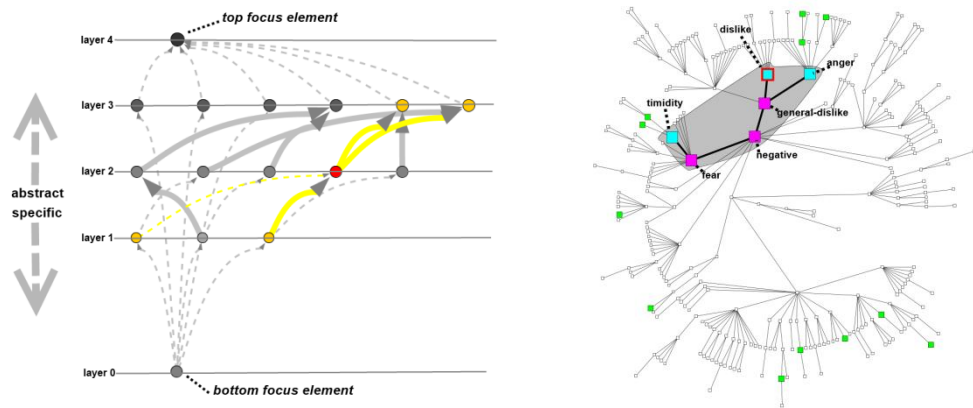 top focus element
layer 4
layer 3
layer 2
abstract
specific
layer 1
layer 0
bottom focus element
dislike
anger
timidity
general-dislike
negative
fear